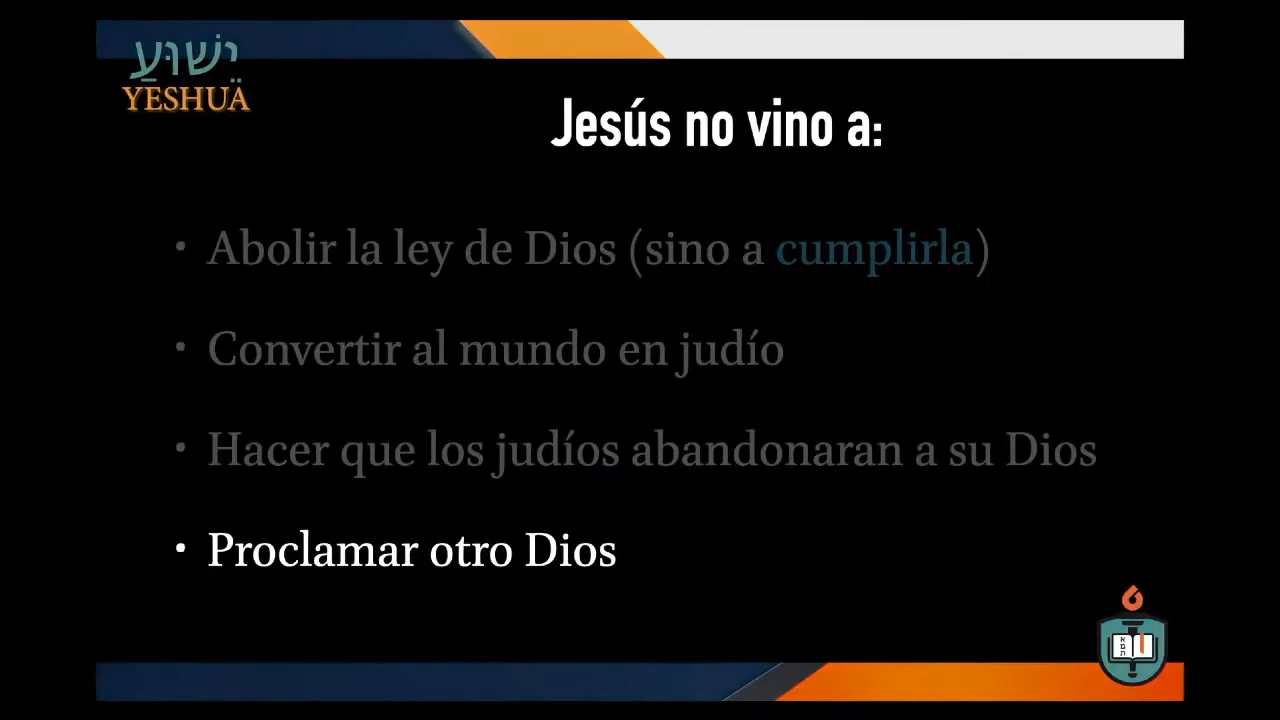 יֵשׁוּעַ
YESHUA
Jesús no vino a:
• Abolir la ley de Dios (sino a cumplirla)
• Convertir al mundo en judío
• Hacer que los judíos abandonaran a su Dios
• Proclamar otro Dios
א
מ
ת